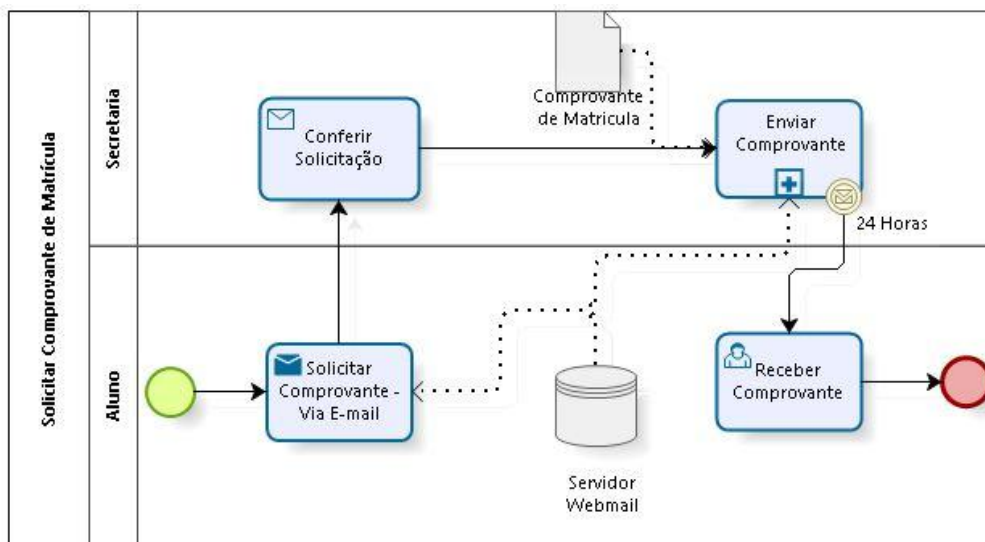 Solicitar Comprovante de Matrícula
Secretaria
Conferir
Solicitação
Comprovante
de Matricula
Enviar
Comprovante
24 Horas
Aluno
Solicitar
Comprovante -
Via E-mail
Servidor
Webmail
Receber
Comprovante